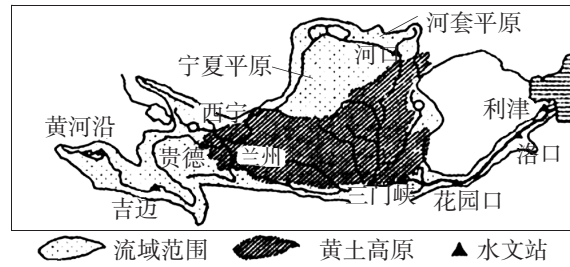 河套平原
河口
宁夏平原
西宁
利津
黄河沿
贵德
兰州
洛口
三门峡
花园口
吉迈
流域范围 黄土高原 水文站